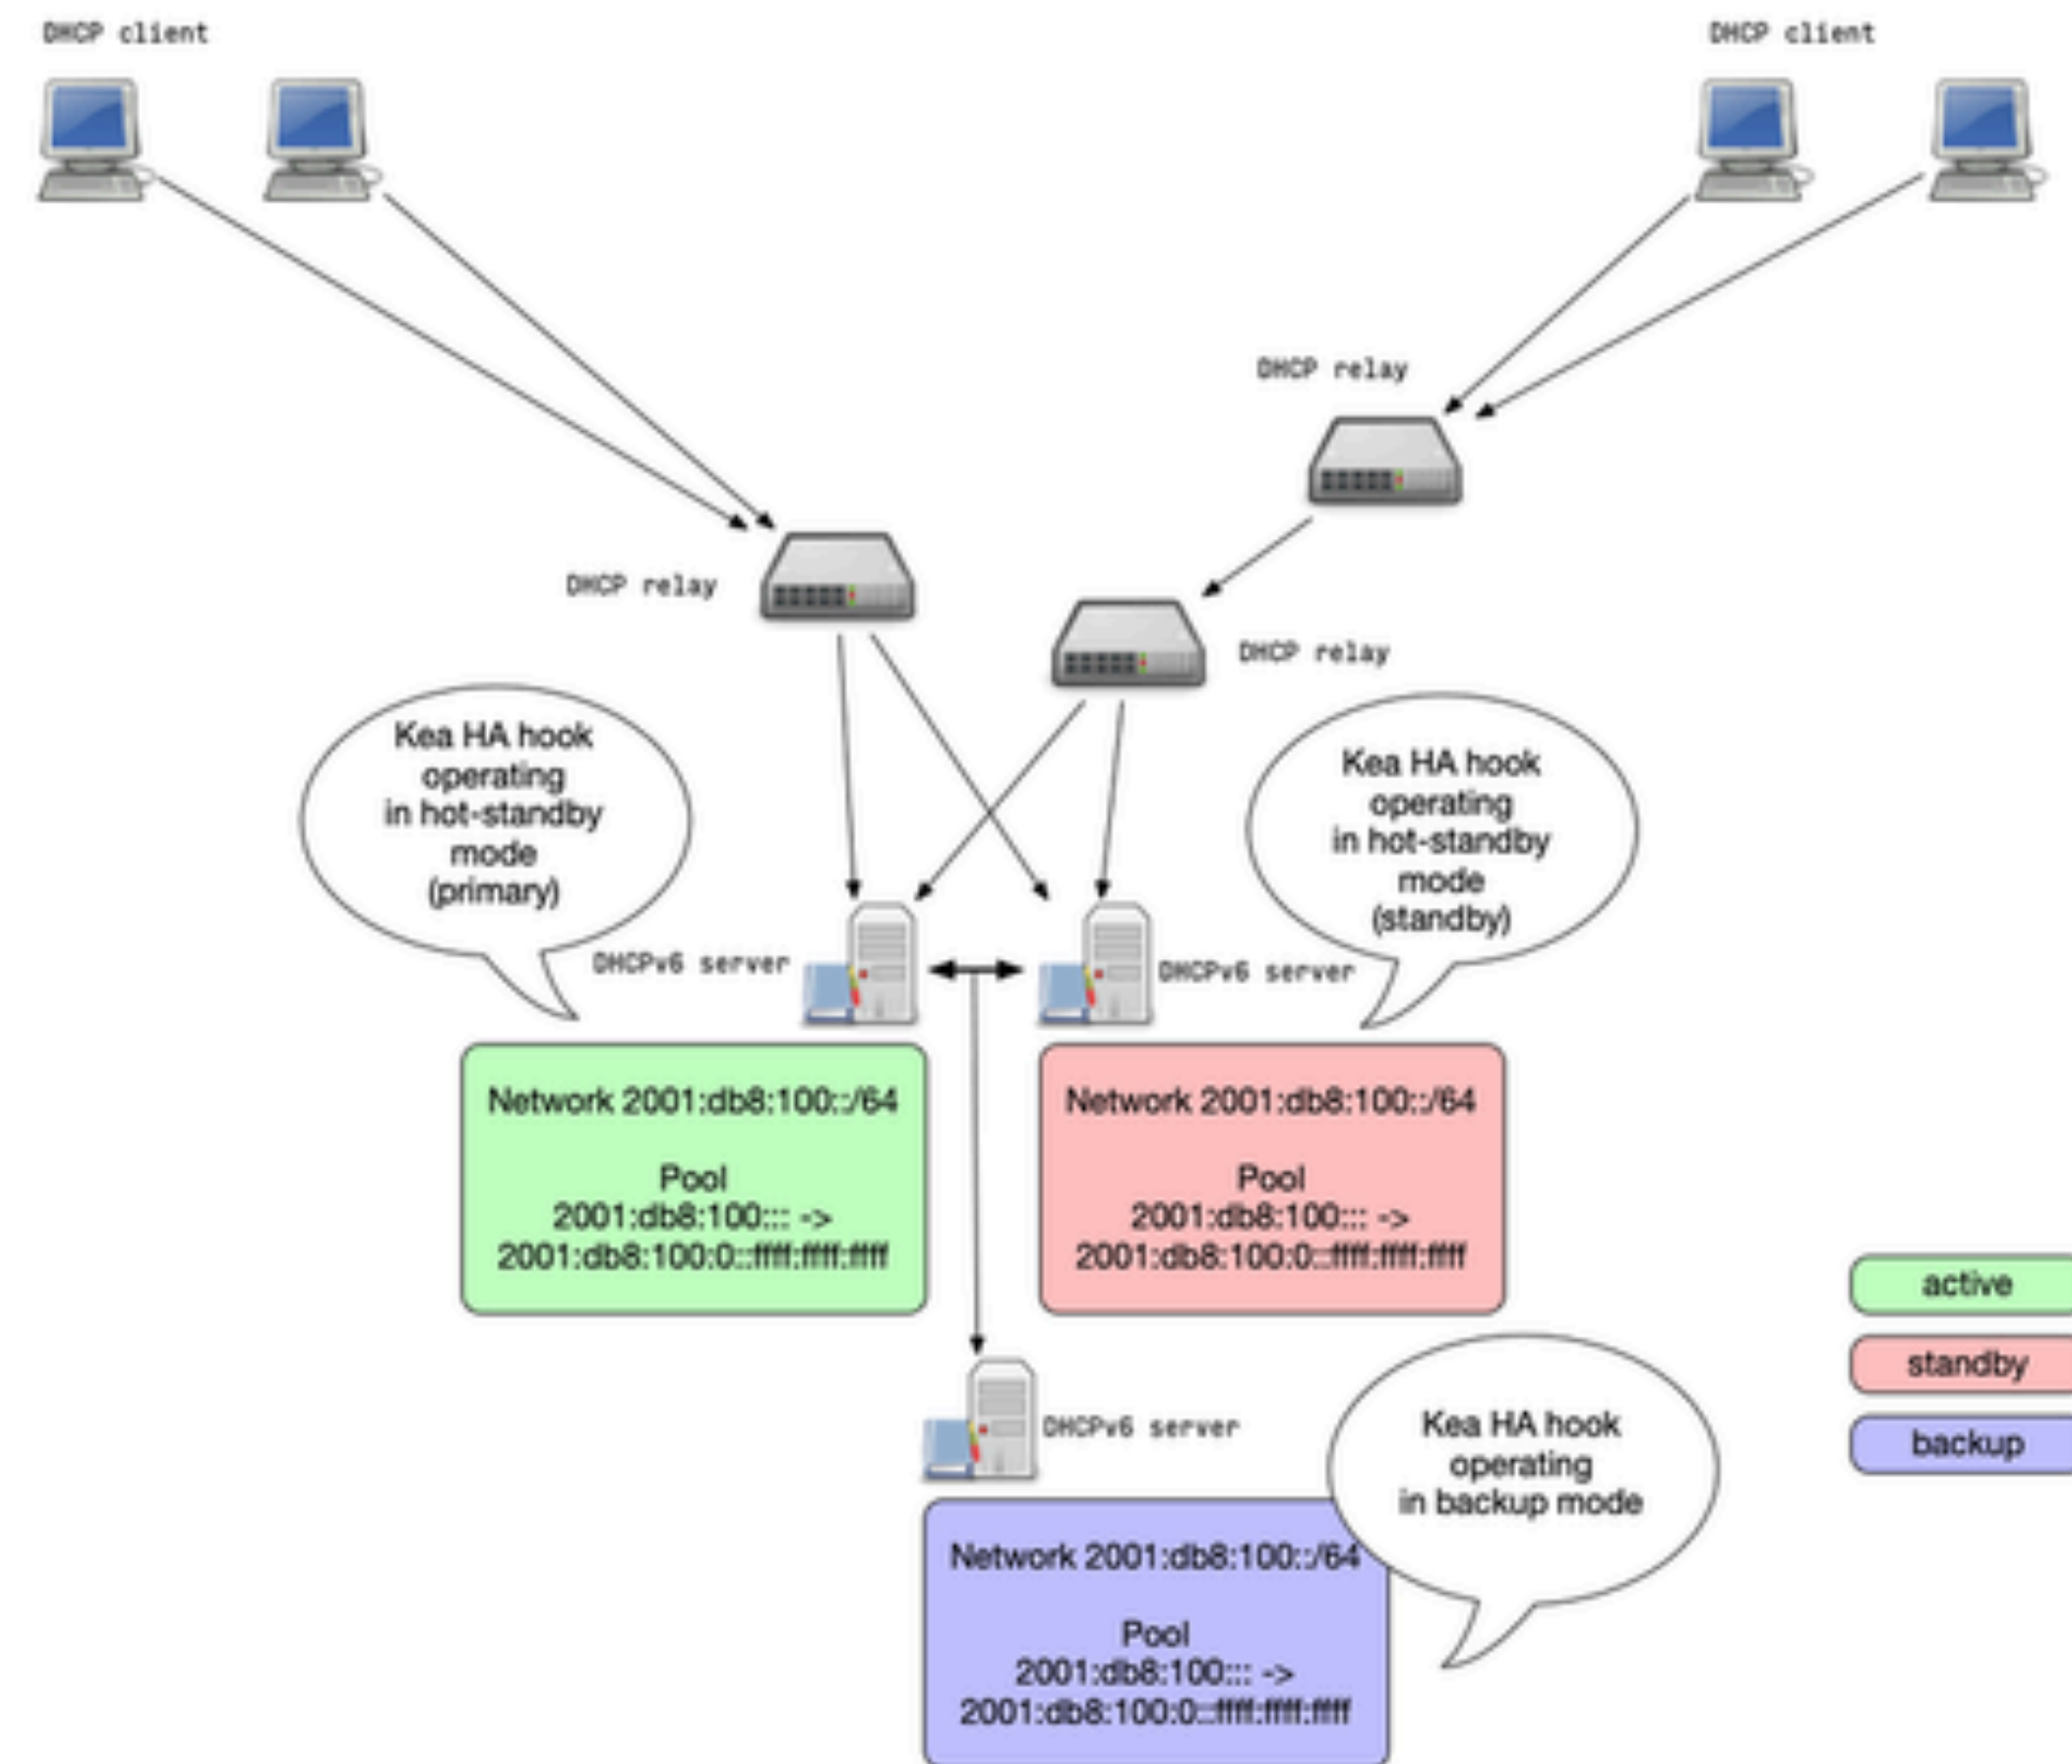 DHCP client
DHCP client
DHCP relay
DHCP relay
DHCP relay
Kea HA hook
operating
in hot-standby
mode
(primary)
Kea HA hook
operating
in hot-standby
mode
(standby)
DHCPv6 server
DHCPv6 server
Network 2001:db8:100::/64
Pool
2001:db8:100::: ->
2001:db8:100:0::ffff:ffff:ffff
Network 2001:db8:100::/64
Pool
2001:db8:100::: ->
2001:db8:100:0::ffff:ffff:ffff
active
standby
backup
DHCPv6 server
Kea HA hook
operating
in backup mode
Network 2001:db8:100::/64
Pool
2001:db8:100::: ->
2001:db8:100:0::ffff:ffff:ffff